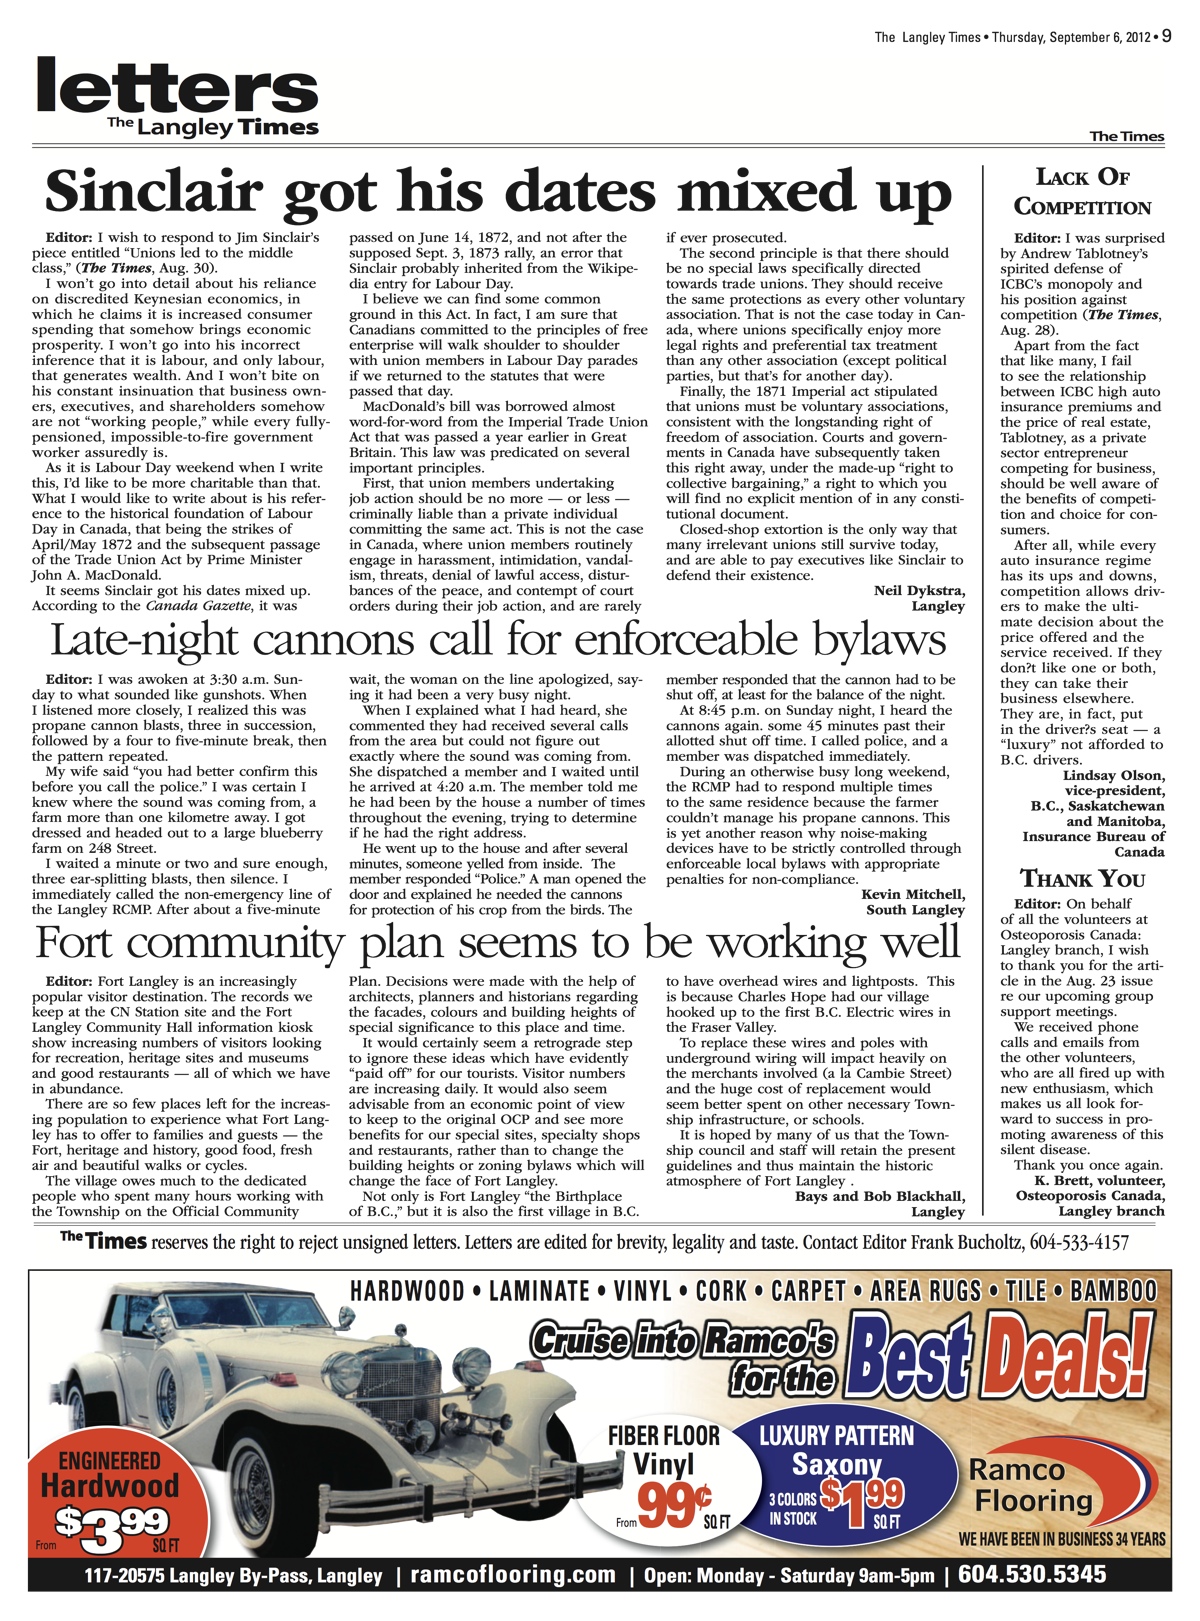 The Langley Times • Thursday, September 6, 2012 • 9
letters
The Langley Times
The Times
Sinclair got his dates mixed up
Editor: I wish to respond to Jim Sinclair’s
piece entitled “Unions led to the middle
class,” (The Times, Aug. 30).
I won’t go into detail about his reliance
on discredited Keynesian economics, in
which he claims it is increased consumer
spending that somehow brings economic
prosperity. I won’t go into his incorrect
inference that it is labour, and only labour,
that generates wealth. And I won’t bite on
his constant insinuation that business own-
ers, executives, and shareholders somehow
are not “working people,” while every fully-
pensioned, impossible-to-fire government
worker assuredly is.
As it is Labour Day weekend when I write
this, I’d like to be more charitable than that.
What I would like to write about is his refer-
ence to the historical foundation of Labour
Day in Canada, that being the strikes of
April/May 1872 and the subsequent passage
of the Trade Union Act by Prime Minister
John A. MacDonald.
It seems Sinclair got his dates mixed up.
According to the Canada Gazette, it was
passed on June 14, 1872, and not after the
supposed Sept. 3, 1873 rally, an error that
Sinclair probably inherited from the Wikipe-
dia entry for Labour Day.
I believe we can find some common
ground in this Act. In fact, I am sure that
Canadians committed to the principles of free
enterprise will walk shoulder to shoulder
with union members in Labour Day parades
if we returned to the statutes that were
passed that day.
MacDonald’s bill was borrowed almost
word-for-word from the Imperial Trade Union
Act that was passed a year earlier in Great
Britain. This law was predicated on several
important principles.
First, that union members undertaking
job action should be no more — or less —
criminally liable than a private individual
committing the same act. This is not the case
in Canada, where union members routinely
engage in harassment, intimidation, vandal-
ism, threats, denial of lawful access, distur-
bances of the peace, and contempt of court
orders during their job action, and are rarely
if ever prosecuted.
The second principle is that there should
be no special laws specifically directed
towards trade unions. They should receive
the same protections as every other voluntary
association. That is not the case today in Can-
ada, where unions specifically enjoy more
legal rights and preferential tax treatment
than any other association (except political
parties, but that’s for another day).
Finally, the 1871 Imperial act stipulated
that unions must be voluntary associations,
consistent with the longstanding right of
freedom of association. Courts and govern-
ments in Canada have subsequently taken
this right away, under the made-up “right to
collective bargaining,” a right to which you
will find no explicit mention of in any consti-
tutional document.
Closed-shop extortion is the only way that
many irrelevant unions still survive today,
and are able to pay executives like Sinclair to
defend their existence.
Neil Dykstra,
Langley
Late-night cannons call for enforceable bylaws
Editor: I was awoken at 3:30 a.m. Sun-
day to what sounded like gunshots. When
I listened more closely, I realized this was
propane cannon blasts, three in succession,
followed by a four to five-minute break, then
the pattern repeated.
My wife said “you had better confirm this
before you call the police.” I was certain I
knew where the sound was coming from, a
farm more than one kilometre away. I got
dressed and headed out to a large blueberry
farm on 248 Street.
I waited a minute or two and sure enough,
three ear-splitting blasts, then silence. I
immediately called the non-emergency line of
the Langley RCMP. After about a five-minute
wait, the woman on the line apologized, say-
ing it had been a very busy night.
When I explained what I had heard, she
commented they had received several calls
from the area but could not figure out
exactly where the sound was coming from.
She dispatched a member and I waited until
he arrived at 4:20 a.m. The member told me
he had been by the house a number of times
throughout the evening, trying to determine
if he had the right address.
He went up to the house and after several
minutes, someone yelled from inside. The
member responded “Police.” A man opened the
door and explained he needed the cannons
for protection of his crop from the birds. The
member responded that the cannon had to be
shut off, at least for the balance of the night.
At 8:45 p.m. on Sunday night, I heard the
cannons again. some 45 minutes past their
allotted shut off time. I called police, and a
member was dispatched immediately.
During an otherwise busy long weekend,
the RCMP had to respond multiple times
to the same residence because the farmer
couldn’t manage his propane cannons. This
is yet another reason why noise-making
devices have to be strictly controlled through
enforceable local bylaws with appropriate
penalties for non-compliance.
Kevin Mitchell,
South Langley
Fort community plan seems to be working well
Editor: Fort Langley is an increasingly
popular visitor destination. The records we
keep at the CN Station site and the Fort
Langley Community Hall information kiosk
show increasing numbers of visitors looking
for recreation, heritage sites and museums
and good restaurants — all of which we have
in abundance.
There are so few places left for the increas-
ing population to experience what Fort Lang-
ley has to offer to families and guests — the
Fort, heritage and history, good food, fresh
air and beautiful walks or cycles.
The village owes much to the dedicated
people who spent many hours working with
the Township on the Official Community
Plan. Decisions were made with the help of
architects, planners and historians regarding
the facades, colours and building heights of
special significance to this place and time.
It would certainly seem a retrograde step
to ignore these ideas which have evidently
“paid off” for our tourists. Visitor numbers
are increasing daily. It would also seem
advisable from an economic point of view
to keep to the original OCP and see more
benefits for our special sites, specialty shops
and restaurants, rather than to change the
building heights or zoning bylaws which will
change the face of Fort Langley.
Not only is Fort Langley “the Birthplace
of B.C.,” but it is also the first village in B.C.
to have overhead wires and lightposts. This
is because Charles Hope had our village
hooked up to the first B.C. Electric wires in
the Fraser Valley.
To replace these wires and poles with
underground wiring will impact heavily on
the merchants involved (a la Cambie Street)
and the huge cost of replacement would
seem better spent on other necessary Town-
ship infrastructure, or schools.
It is hoped by many of us that the Town-
ship council and staff will retain the present
guidelines and thus maintain the historic
atmosphere of Fort Langley .
Bays and Bob Blackhall,
Langley
Lack Of
Competition
Editor: I was surprised
by Andrew Tablotney’s
spirited defense of
ICBC’s monopoly and
his position against
competition (The Times,
Aug. 28).
Apart from the fact
that like many, I fail
to see the relationship
between ICBC high auto
insurance premiums and
the price of real estate,
Tablotney, as a private
sector entrepreneur
competing for business,
should be well aware of
the benefits of competi-
tion and choice for con-
sumers.
After all, while every
auto insurance regime
has its ups and downs,
competition allows driv-
ers to make the ulti-
mate decision about the
price offered and the
service received. If they
don?t like one or both,
they can take their
business elsewhere.
They are, in fact, put
in the driver?s seat — a
“luxury” not afforded to
B.C. drivers.
Lindsay Olson,
vice-president,
B.C., Saskatchewan
and Manitoba,
Insurance Bureau of
Canada
Thank You
Editor: On behalf
of all the volunteers at
Osteoporosis Canada:
Langley branch, I wish
to thank you for the arti-
cle in the Aug. 23 issue
re our upcoming group
support meetings.
We received phone
calls and emails from
the other volunteers,
who are all fired up with
new enthusiasm, which
makes us all look for-
ward to success in pro-
moting awareness of this
silent disease.
Thank you once again.
K. Brett, volunteer,
Osteoporosis Canada,
Langley branch
The Times reserves the right to reject unsigned letters. Letters are edited for brevity, legality and taste. Contact Editor Frank Bucholtz, 604-533-4157
HARDWOOD • LAMINATE • VINYL • CORK • CARPET • AREA RUGS • TILE • BAMBOO
Cruise into Ramco's
for the
Best Deals!
ENGINEERED
Hardwood
From $3.99 SQ FT
FIBER FLOOR
Vinyl
From 99¢ SQ FT
LUXURY PATTERN
Saxony
3 COLORS
IN STOCK
$1.99 SQ FT
Ramco
Flooring
WE HAVE BEEN IN BUSINESS 34 YEARS
117-20575 Langley By-Pass, Langley | ramcoflooring.com | Open: Monday - Saturday 9am-5pm | 604.530.5345